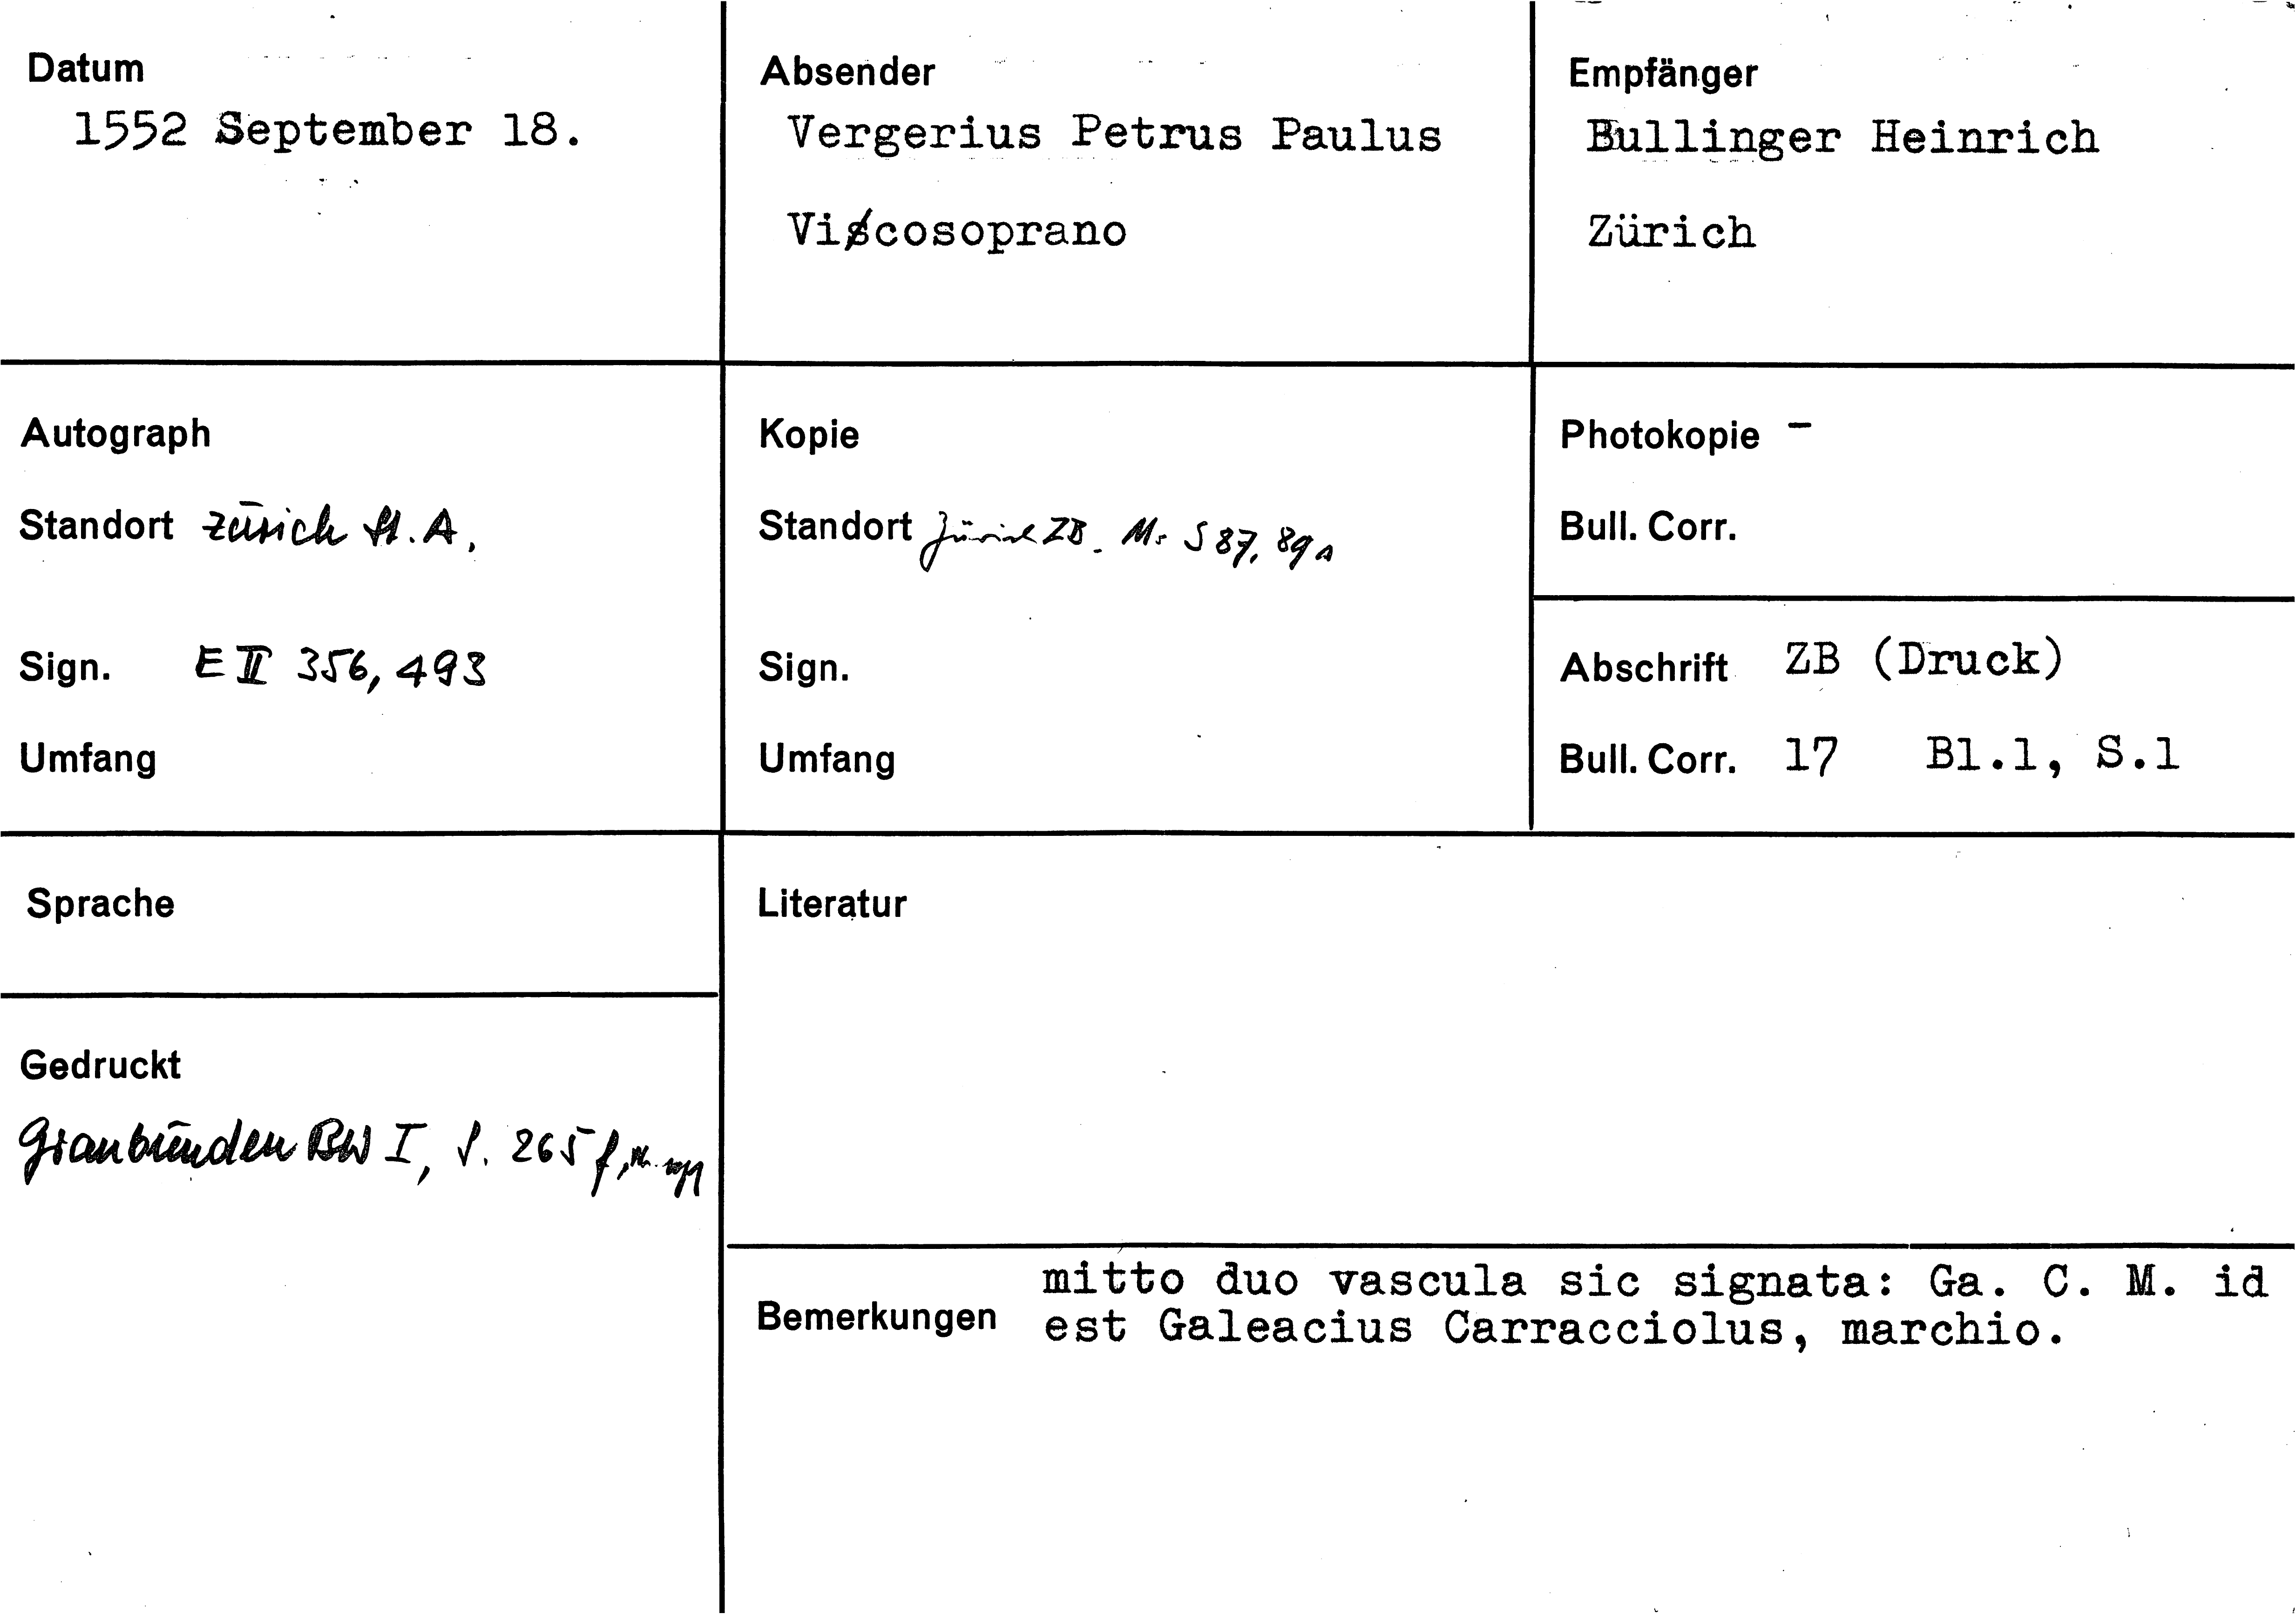 Datum
1552 September 18.
Absender
Vergerius Petrus Paulus
Vicosoprano
Empfänger
Bullinger Heinrich
Zürich
Autograph
Standort Zürich St. A.
Sign. E II 356, 493
Umfang
Kopie
Standort Zürich ZB. Ms S 87, 89
Sign.
Umfang
Photokopie -
Bull. Corr.
Abschrift ZB (Druck)
Bull. Corr. 17 Bl.1, S.1
Sprache
Gedruckt
Graubünden BW I, S. 265 f, Nr.
Literatur
Bemerkungen
mitto duo vascula sic signata: Ga. C. M. id
est Galeacius Carracciolus, marchio.